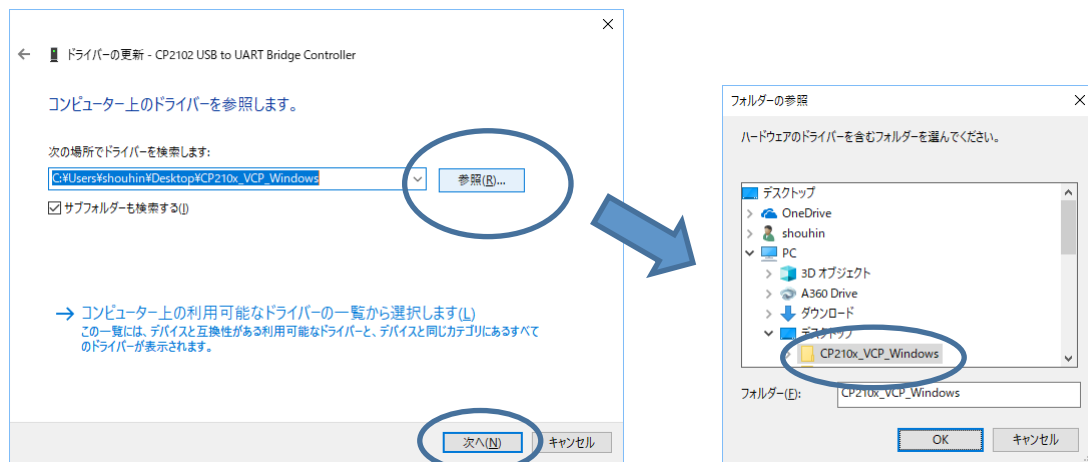 ドライバーの更新 - CP2102 USB to UART Bridge Controller
コンピューター上のドライバーを参照します。
次の場所でドライバーを検索します:
C:¥Users¥shouhin¥Desktop¥CP210x_VCP_Windows
参照(R)...
サブフォルダーも検索する(I)
→ コンピューター上の利用可能なドライバーの一覧から選択します(L)
この一覧には、デバイスと互換性がある利用可能なドライバーと、デバイスと同じカテゴリにあるすべて
のドライバーが表示されます。
次へ(N)
キャンセル
フォルダーの参照
ハードウェアのドライバーを含むフォルダーを選んでください。
デスクトップ
OneDrive
shouhin
PC
3D オブジェクト
A360 Drive
ダウンロード
デスクトップ
CP210x_VCP_Windows
フォルダー(F):
CP210x_VCP_Windows
OK
キャンセル